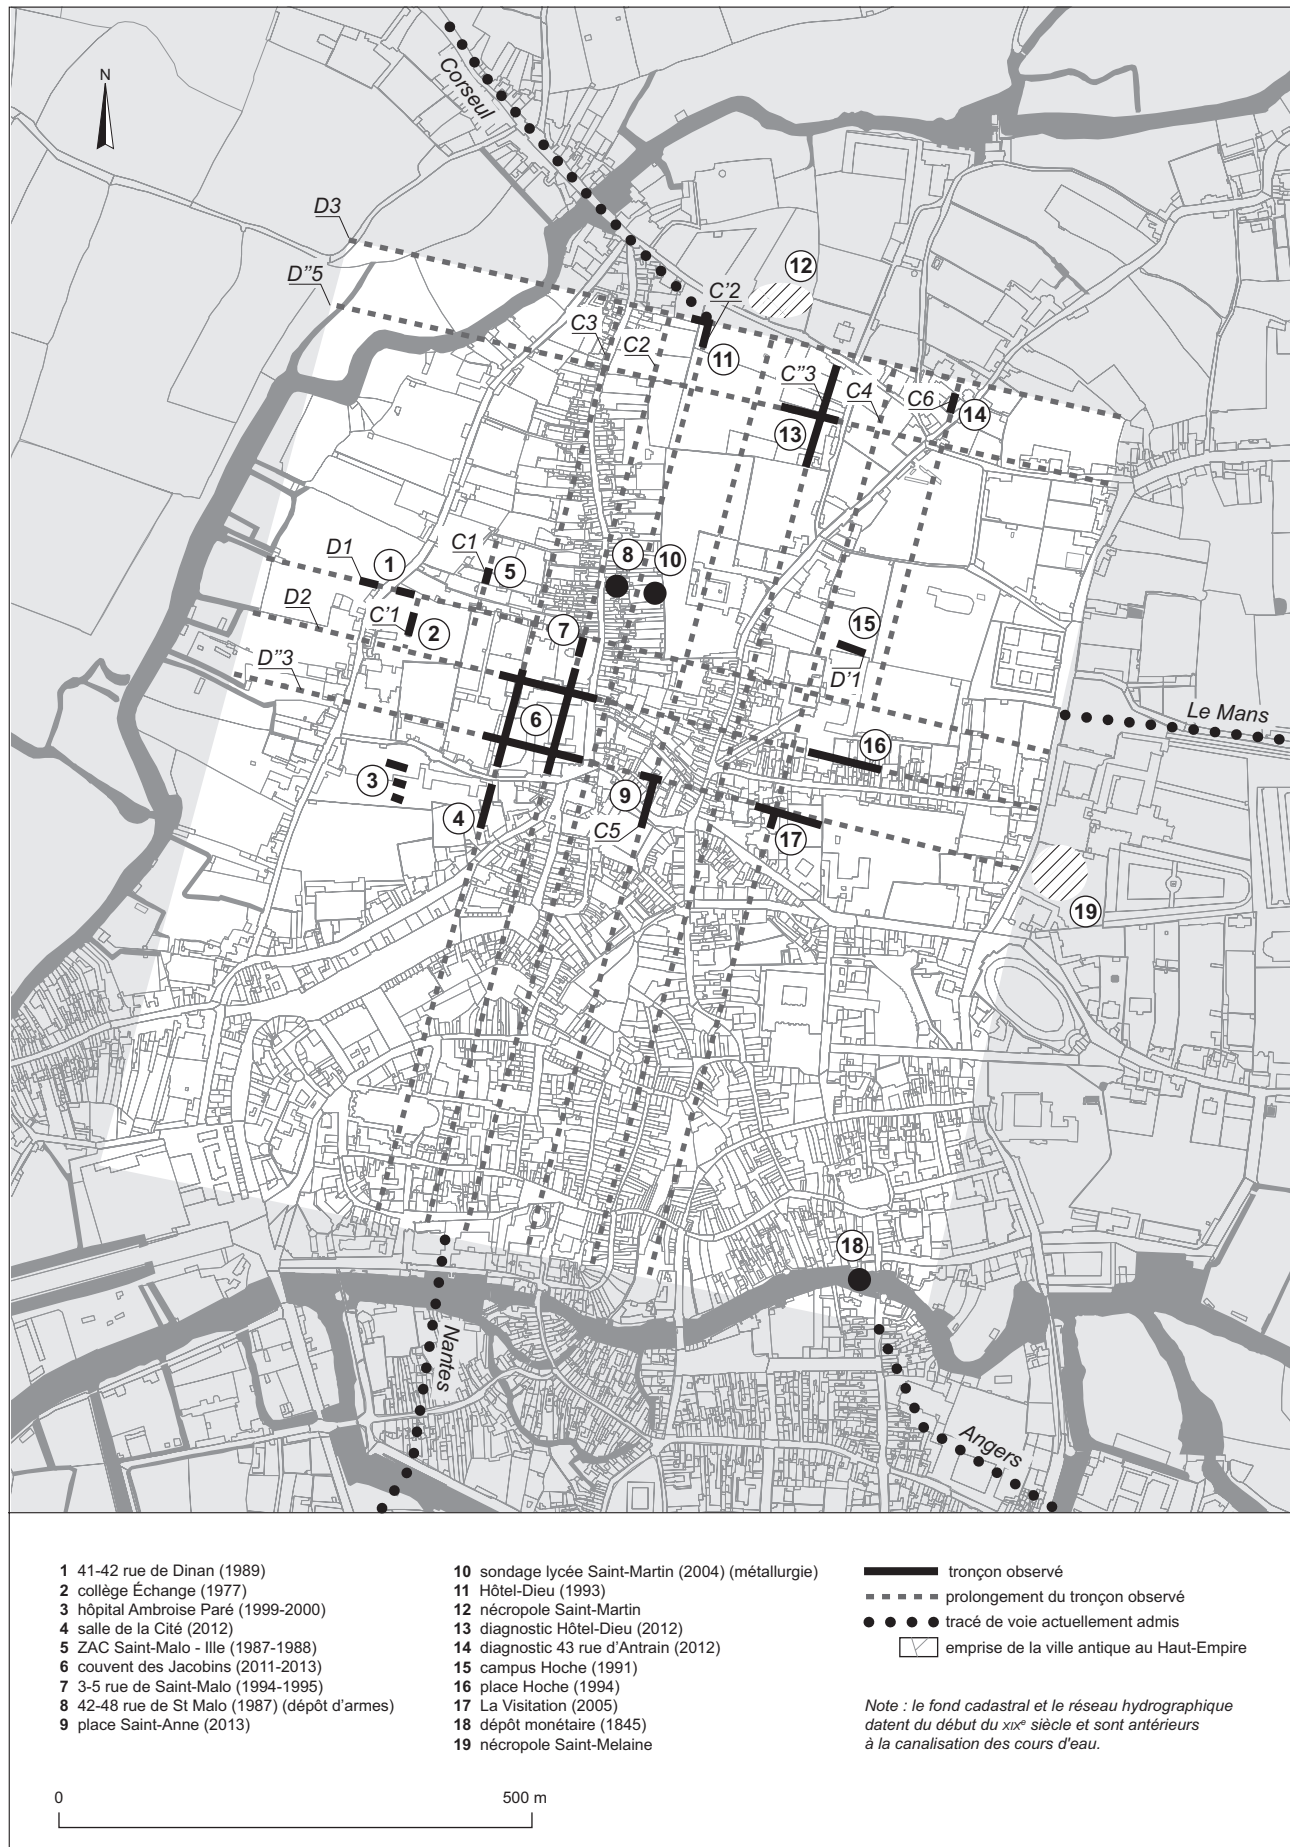 N
Corseul
D3
D"5
12
C'2
C3
C2
11
C"3
C4
C6
14
13
D1
1
C1
5
8
10
D2
C'1
2
7
15
D'1
D"3
Le Mans
6
16
3
9
4
C5
17
19
18
Nantes
Angers
1 41-42 rue de Dinan (1989)
2 collège Échange (1977)
3 hôpital Ambroise Paré (1999-2000)
4 salle de la Cité (2012)
5 ZAC Saint-Malo - Ille (1987-1988)
6 couvent des Jacobins (2011-2013)
7 3-5 rue de Saint-Malo (1994-1995)
8 42-48 rue de St Malo (1987) (dépôt d'armes)
9 place Saint-Anne (2013)
10 sondage lycée Saint-Martin (2004) (métallurgie)
11 Hôtel-Dieu (1993)
12 nécropole Saint-Martin
13 diagnostic Hôtel-Dieu (2012)
14 diagnostic 43 rue d'Antrain (2012)
15 campus Hoche (1991)
16 place Hoche (1994)
17 La Visitation (2005)
18 dépôt monétaire (1845)
19 nécropole Saint-Melaine
tronçon observé
prolongement du tronçon observé
tracé de voie actuellement admis
emprise de la ville antique au Haut-Empire
Note : le fond cadastral et le réseau hydrographique
datent du début du XIXe siècle et sont antérieurs
à la canalisation des cours d'eau.
0 500 m